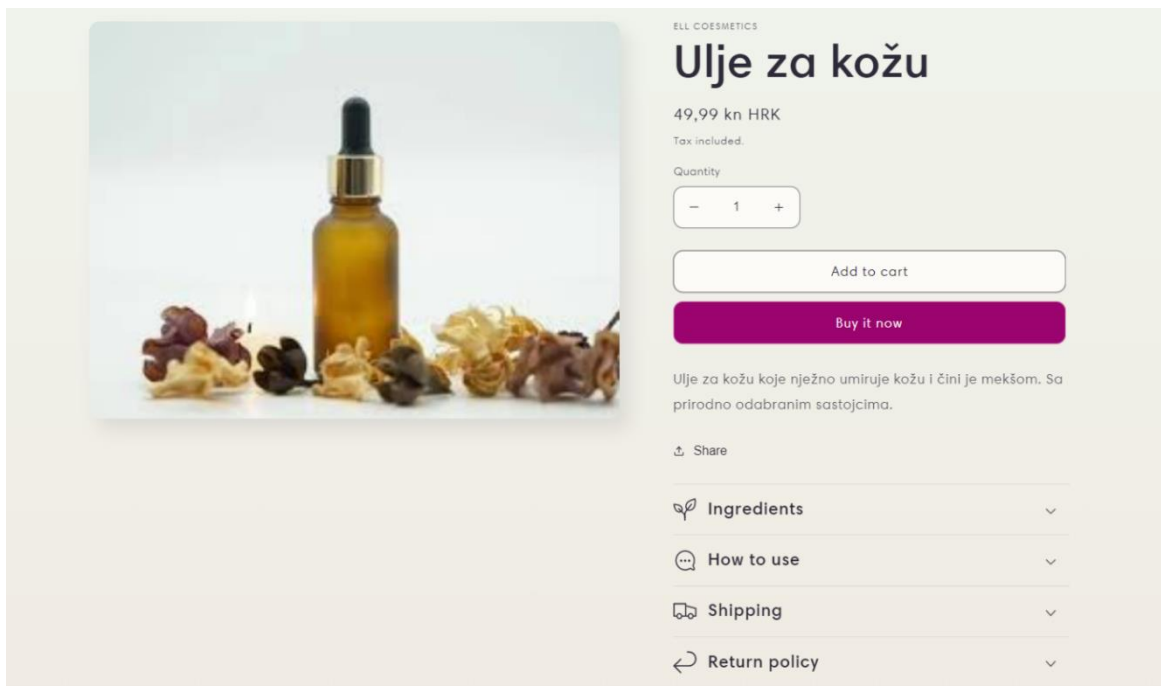 ELL COESMETICS
Ulje za kožu
49,99 kn HRK
Tax included.
Quantity
− 1 +
Add to cart
Buy it now
Ulje za kožu koje nježno umiruje kožu i čini je mekšom. Sa
prirodno odabranim sastojcima.
Share
Ingredients
How to use
Shipping
Return policy